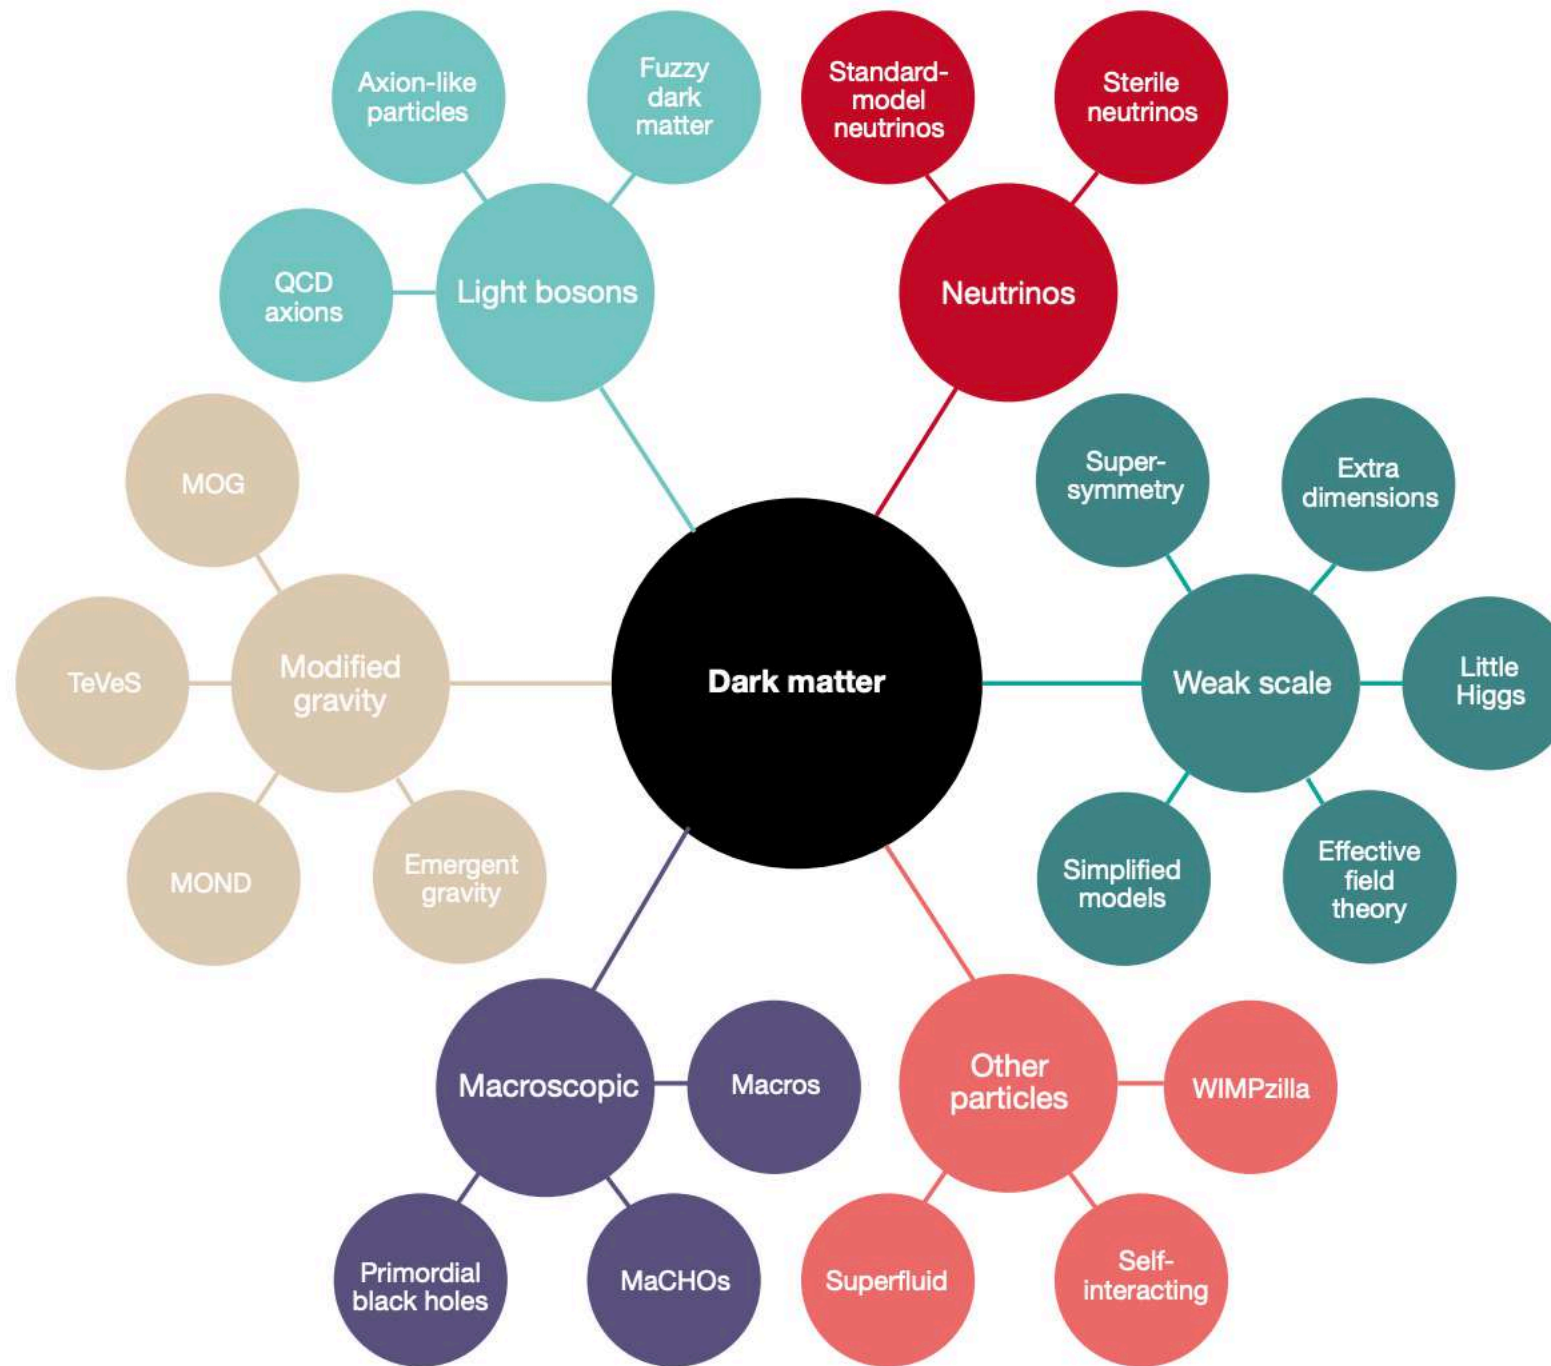 Axion-like
particles
Fuzzy
dark
matter
Standard-
model
neutrinos
Sterile
neutrinos
QCD
axions
Light bosons
Neutrinos
MOG
Super-
symmetry
Extra
dimensions
TeVeS
Modified
gravity
Dark matter
Weak scale
Little
Higgs
MOND
Emergent
gravity
Simplified
models
Effective
field
theory
Macroscopic
Macros
Other
particles
WIMPzilla
Primordial
black holes
MaCHOs
Superfluid
Self-
interacting